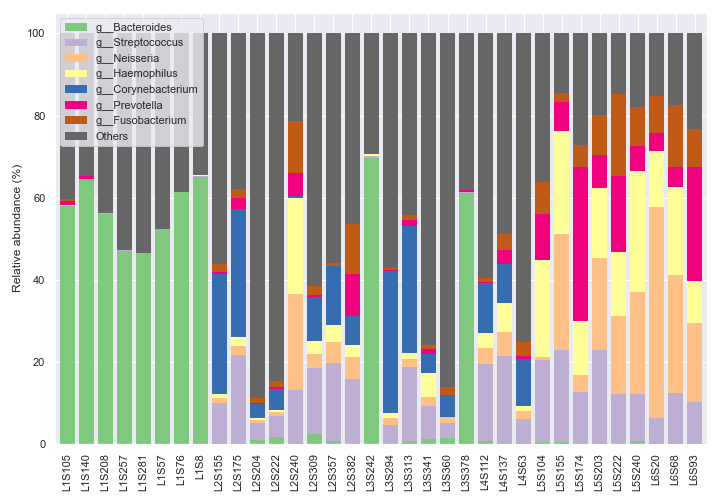 g__Bacteroides
g__Streptococcus
g__Neisseria
g__Haemophilus
g__Corynebacterium
g__Prevotella
g__Fusobacterium
Others
Relative abundance (%)
100
80
60
40
20
0
L1S105
L1S140
L1S208
L1S257
L1S281
L1S57
L1S76
L1S8
L2S155
L2S175
L2S204
L2S222
L2S240
L2S309
L2S357
L2S382
L3S242
L3S294
L3S313
L3S341
L3S360
L3S378
L4S112
L4S137
L4S63
L5S104
L5S155
L5S174
L5S203
L5S222
L5S240
L6S20
L6S68
L6S93